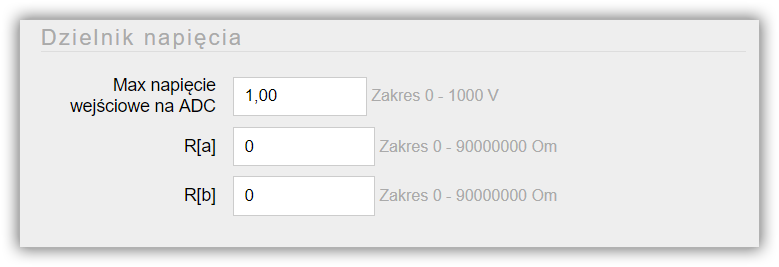 Dzielnik napięcia
Max napięcie
wejściowe na ADC
1,00 Zakres 0 - 1000 V
R[a] 0 Zakres 0 - 90000000 Om
R[b] 0 Zakres 0 - 90000000 Om